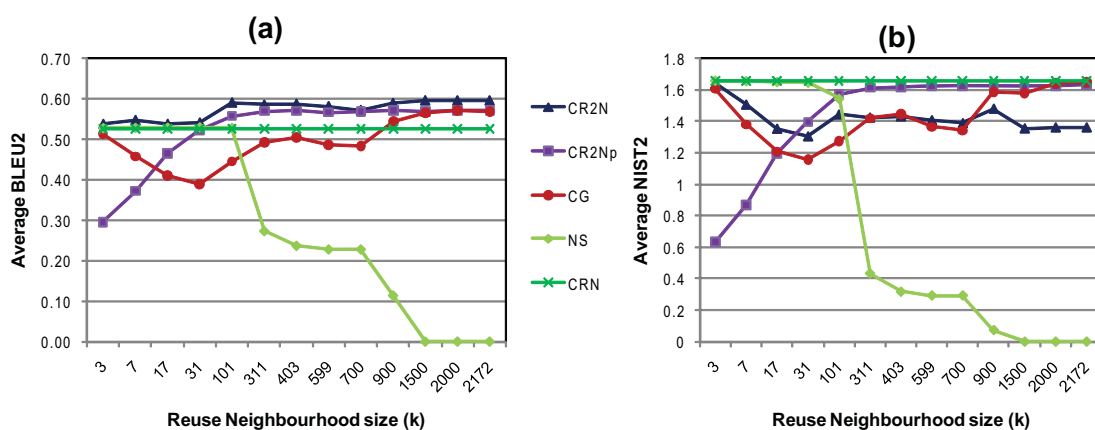 (a)
Average BLEU2
0.70
0.60
0.50
0.40
0.30
0.20
0.10
0.00
3 7 17 31 101 311 403 599 700 900 1500 2000 2172
Reuse Neighbourhood size (k)
CR2N
CR2Np
CG
NS
CRN
(b)
Average NIST2
1.8
1.6
1.4
1.2
1
0.8
0.6
0.4
0.2
0
3 7 17 31 101 311 403 599 700 900 1500 2000 2172
Reuse Neighbourhood size (k)